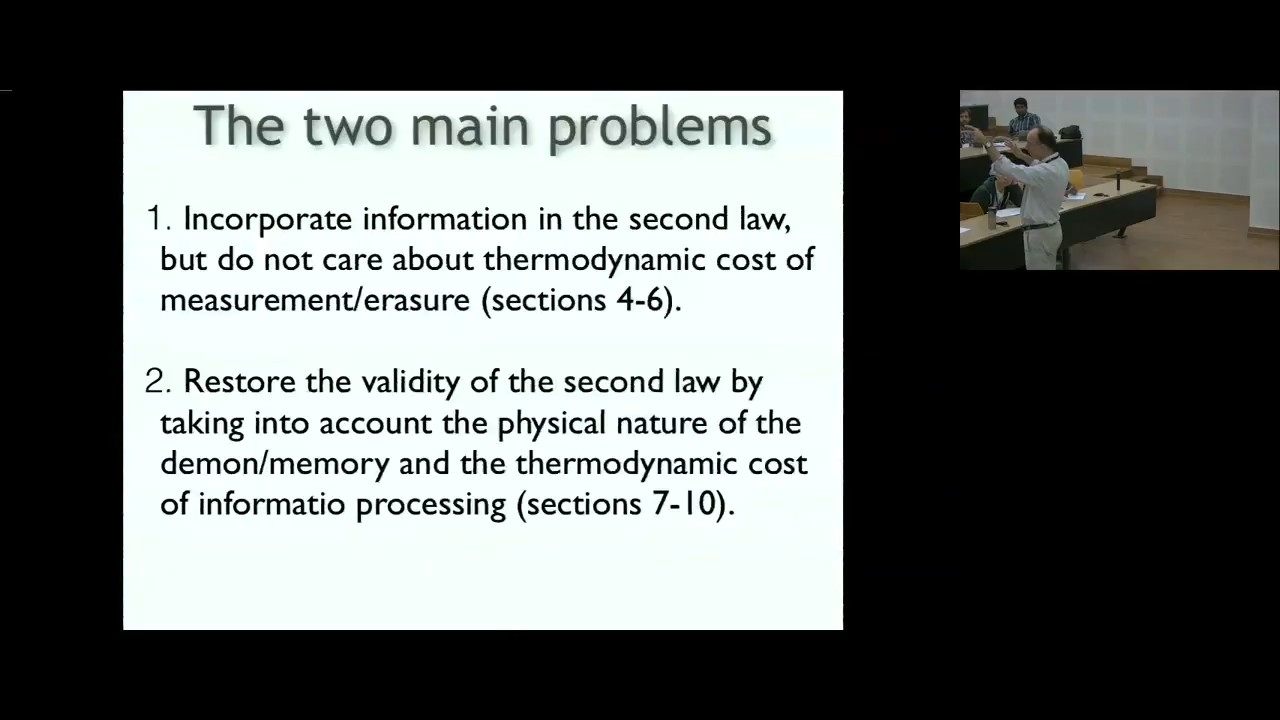 The two main problems
1. Incorporate information in the second law,
but do not care about thermodynamic cost of
measurement/erasure (sections 4-6).
2. Restore the validity of the second law by
taking into account the physical nature of the
demon/memory and the thermodynamic cost
of informatio processing (sections 7-10).